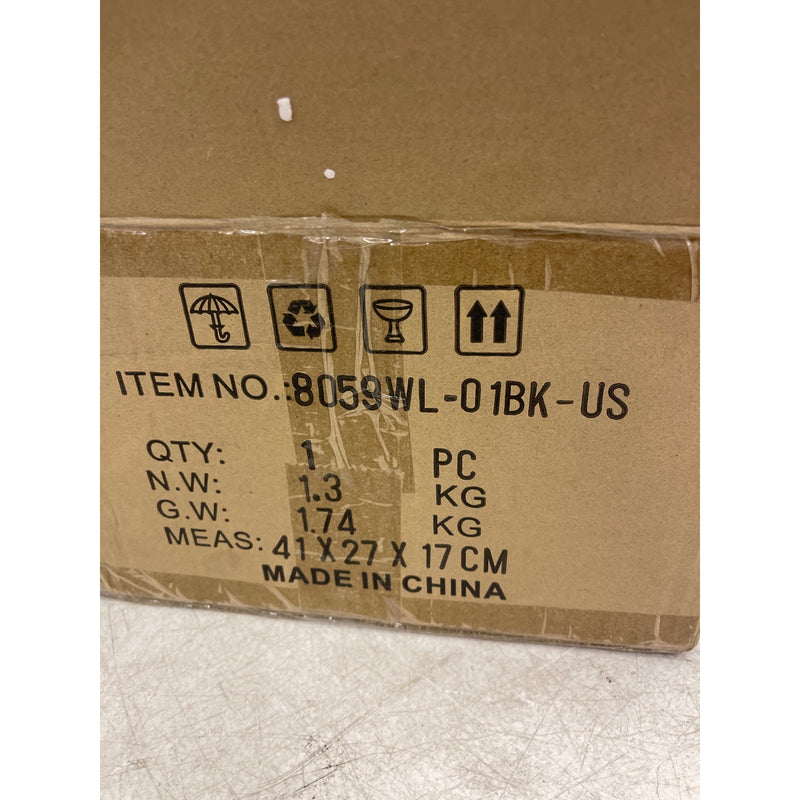 ITEM NO.:8059WL-01BK-US
QTY: 1 PC
N.W: 1.3 KG
G.W: 1.74 KG
MEAS: 41 X 27 X 17 CM
MADE IN CHINA